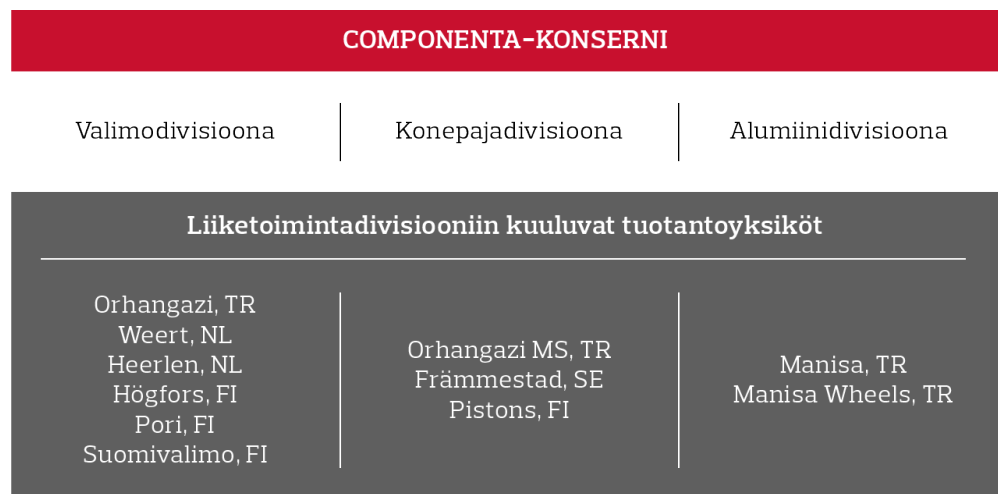 COMPONENTA-KONSERNI
Valimodivisioona
Konepajadivisioona
Alumiinidivisioona
Liiketoimintadivisiooniin kuuluvat tuotantoyksiköt
Orhangazi, TR
Weert, NL
Heerlen, NL
Högfors, FI
Pori, FI
Suomivalimo, FI
Orhangazi MS, TR
Främmestad, SE
Pistons, FI
Manisa, TR
Manisa Wheels, TR